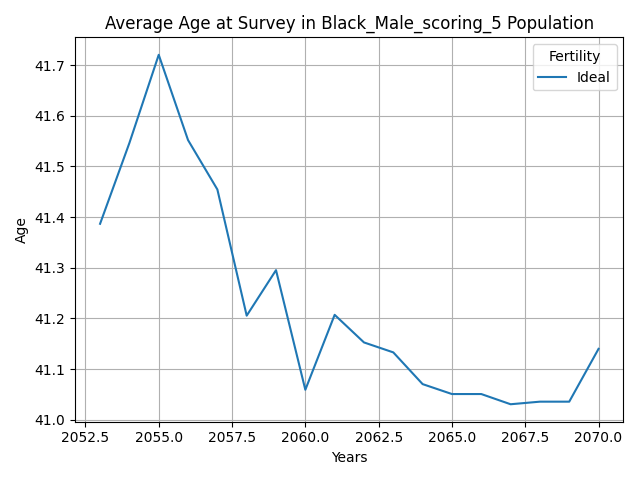 Average Age at Survey in Black_Male_scoring_5 Population
Fertility
Ideal
41.7
41.6
41.5
41.4
41.3
41.2
41.1
41.0
Age
2052.5 2055.0 2057.5 2060.0 2062.5 2065.0 2067.5 2070.0
Years